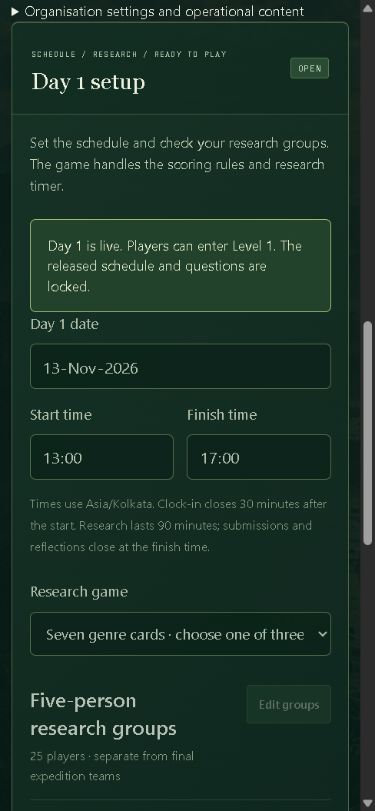 ▶ Organisation settings and operational content
SCHEDULE / RESEARCH / READY TO PLAY
Day 1 setup
OPEN
Set the schedule and check your research groups.
The game handles the scoring rules and research
timer.
Day 1 is live. Players can enter Level 1. The
released schedule and questions are
locked.
Day 1 date
13-Nov-2026
Start time
Finish time
13:00
17:00
Times use Asia/Kolkata. Clock-in closes 30 minutes after
the start. Research lasts 90 minutes; submissions and
reflections close at the finish time.
Research game
Seven genre cards · choose one of three
Five-person
research groups
Edit groups
25 players · separate from final
expedition teams